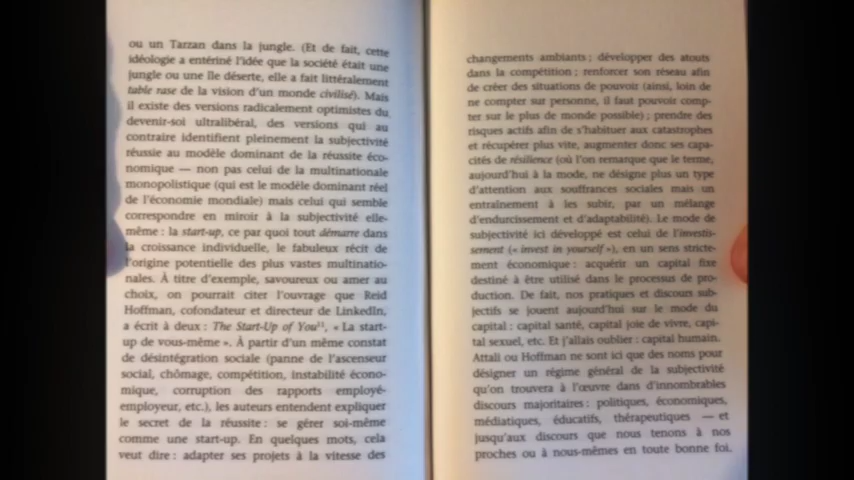 ou un Tarzan dans la jungle. (Et de fait, cette
idéologie a entériné l'idée que la société était une
jungle ou une île déserte, elle a fait littéralement
table rase de la vision d'un monde civilisé). Mais
il existe des versions radicalement optimistes du
devenir-soi ultralibéral, des versions qui au
contraire identifient pleinement la subjectivité
réussie au modèle dominant de la réussite éco-
nomique — non pas celui de la multinationale
monopolistique (qui est le modèle dominant réel
de l'économie mondiale) mais celui qui semble
correspondre en miroir à la subjectivité elle-
même : la start-up, ce par quoi tout démarre dans
la croissance individuelle, le fabuleux récit de
l'origine potentielle des plus vastes multinatio-
nales. À titre d'exemple, savoureux ou amer au
choix, on pourrait citer l'ouvrage que Reid
Hoffman, cofondateur et directeur de LinkedIn,
a écrit à deux : The Start-Up of You¹¹, « La start-
up de vous-même ». À partir d'un même constat
de désintégration sociale (panne de l'ascenseur
social, chômage, compétition, instabilité écono-
mique, corruption des rapports employé-
employeur, etc.), les auteurs entendent expliquer
le secret de la réussite : se gérer soi-même
comme une start-up. En quelques mots, cela
veut dire : adapter ses projets à la vitesse des
changements ambiants ; développer des atouts
dans la compétition ; renforcer son réseau afin
de créer des situations de pouvoir (ainsi, loin de
ne compter sur personne, il faut pouvoir comp-
ter sur le plus de monde possible) ; prendre des
risques actifs afin de s'habituer aux catastrophes
et récupérer plus vite, augmenter donc ses capa-
cités de résilience (où l'on remarque que le terme,
aujourd'hui à la mode, ne désigne plus un type
d'attention aux souffrances sociales mais un
entraînement à les subir, par un mélange
d'endurcissement et d'adaptabilité). Le mode de
subjectivité ici développé est celui de l'investis-
sement (« invest in yourself »), en un sens stricte-
ment économique : acquérir un capital fixe
destiné à être utilisé dans le processus de pro-
duction. De fait, nos pratiques et discours sub-
jectifs se jouent aujourd'hui sur le mode du
capital : capital santé, capital joie de vivre, capi-
tal sexuel, etc. Et j'allais oublier : capital humain.
Attali ou Hoffman ne sont ici que des noms pour
désigner un régime général de la subjectivité
qu'on trouvera à l'œuvre dans d'innombrables
discours majoritaires : politiques, économiques,
médiatiques, éducatifs, thérapeutiques — et
jusqu'aux discours que nous tenons à nos
proches ou à nous-mêmes en toute bonne foi.